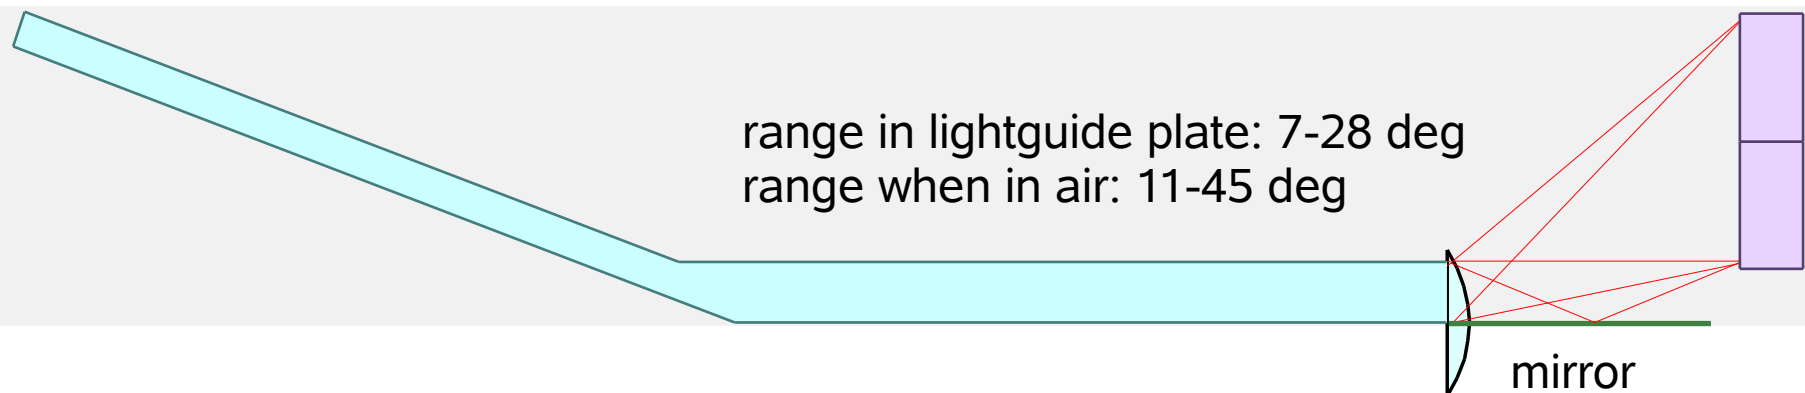 range in lightguide plate: 7-28 deg
range when in air: 11-45 deg
mirror